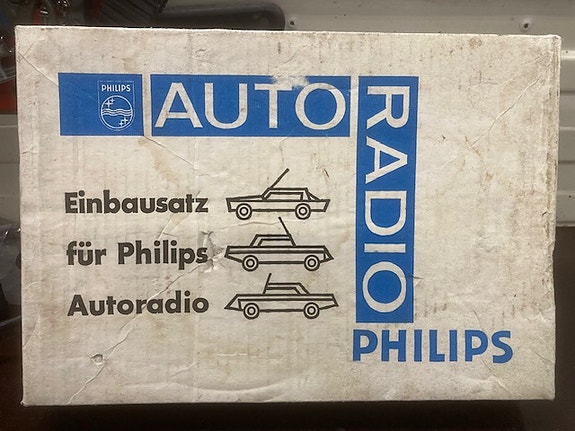 PHILIPS
AUTO
RADIO
Einbausatz
für Philips
Autoradio
PHILIPS